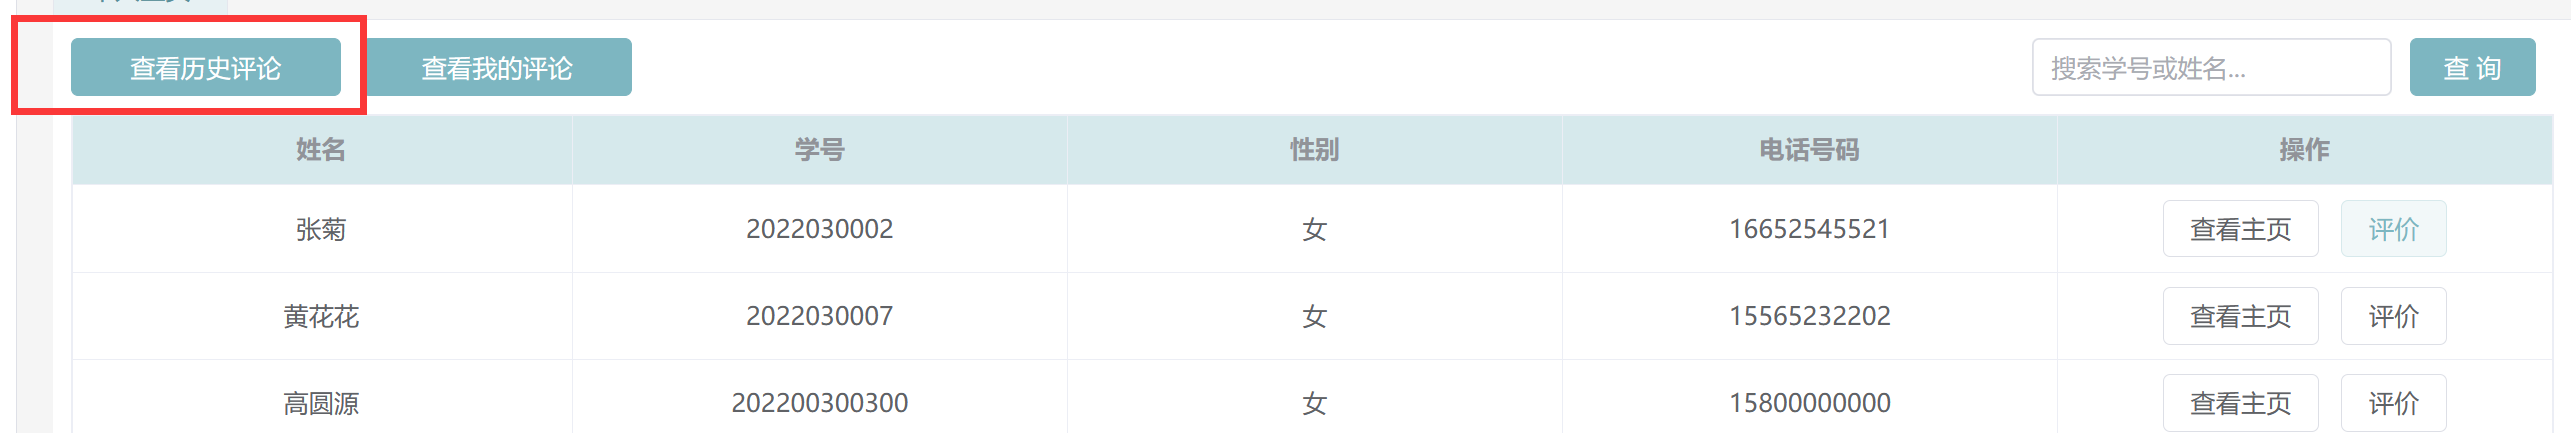 查看历史评论 查看我的评论 搜索学号或姓名... 查 询
姓名 学号 性别 电话号码 操作
张菊 2022030002 女 16652545521 查看主页 评价
黄花花 2022030007 女 15565232202 查看主页 评价
高圆源 202200300300 女 15800000000 查看主页 评价